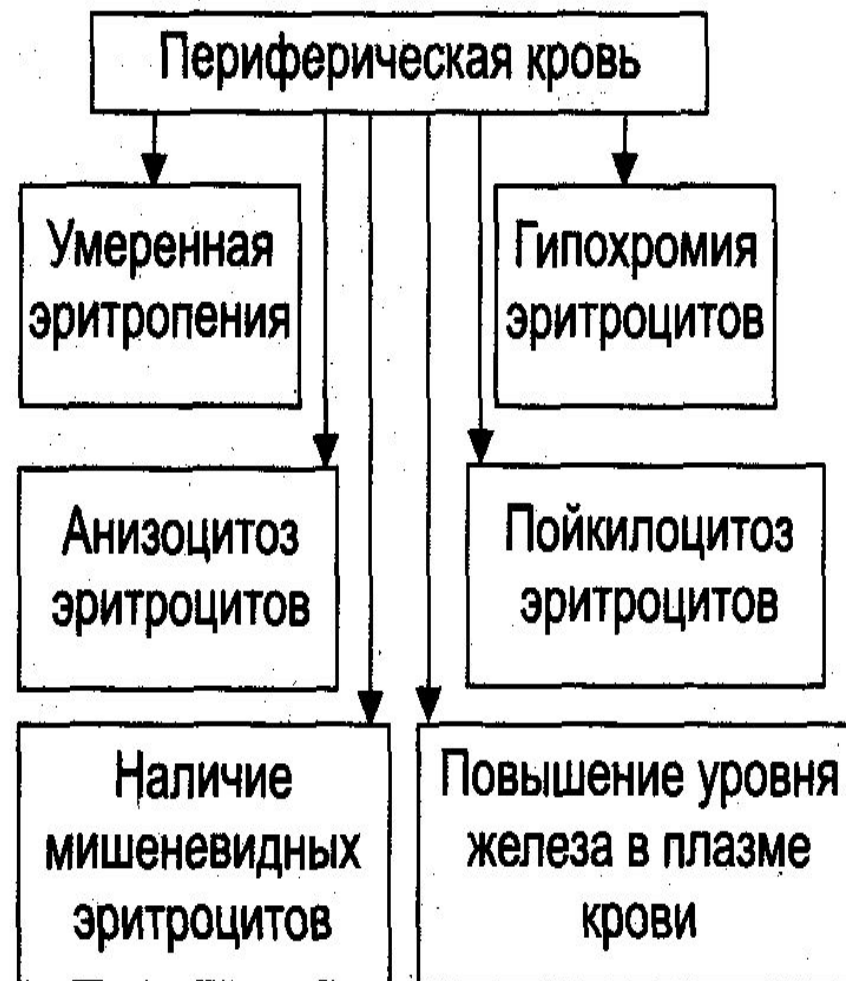 Периферическая кровь
Умеренная
эритропения
Гипохромия
эритроцитов
Анизоцитоз
эритроцитов
Пойкилоцитоз
эритроцитов
Наличие
мишеневидных
эритроцитов
Повышение уровня
железа в плазме
крови